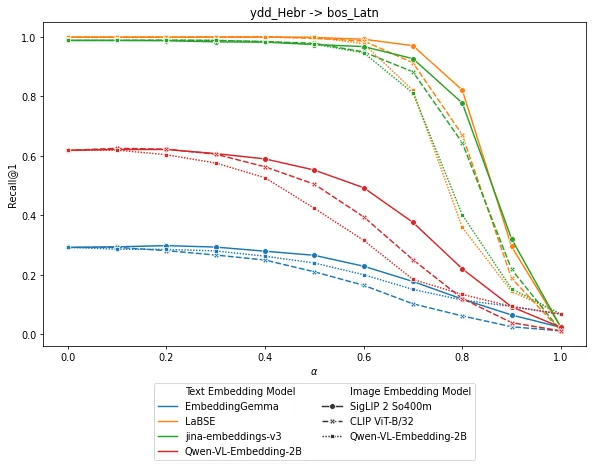 ydd_Hebr -> bos_Latn
Recall@1
1.0
0.8
0.6
0.4
0.2
0.0
0.0 0.2 0.4 0.6 0.8 1.0
α
Text Embedding Model
EmbeddingGemma
LaBSE
jina-embeddings-v3
Qwen-VL-Embedding-2B
Image Embedding Model
SigLIP 2 So400m
CLIP ViT-B/32
Qwen-VL-Embedding-2B